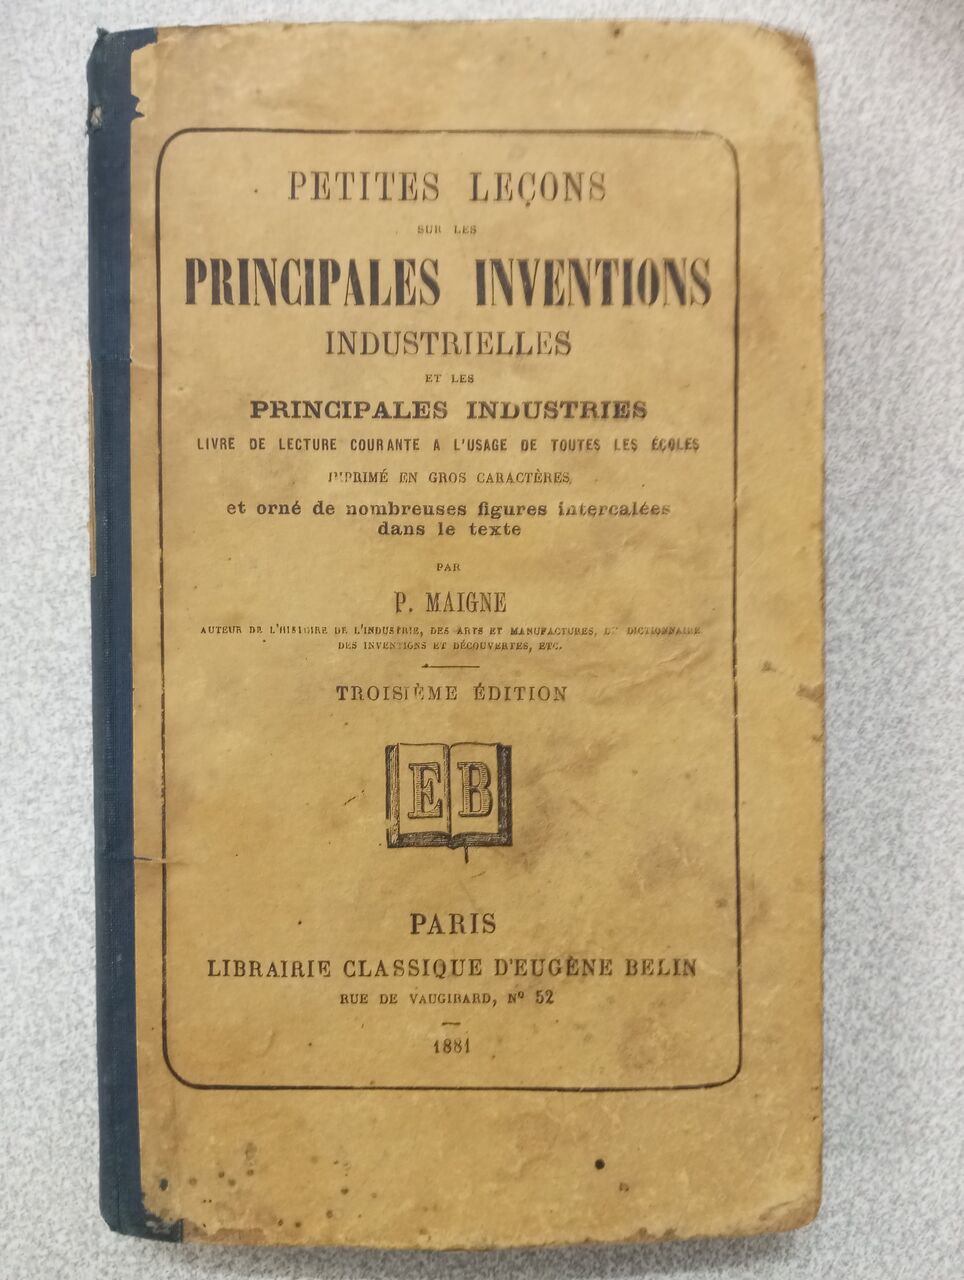 PETITES LEÇONS
SUR LES
PRINCIPALES INVENTIONS
INDUSTRIELLES
ET LES
PRINCIPALES INDUSTRIES
LIVRE DE LECTURE COURANTE A L'USAGE DE TOUTES LES ÉCOLES
IMPRIMÉ EN GROS CARACTÈRES
et orné de nombreuses figures intercalées
dans le texte
PAR
P. MAIGNE
AUTEUR DE L'HISTOIRE DE L'INDUSTRIE, DES ARTS ET MANUFACTURES, DU DICTIONNAIRE
DES INVENTIONS ET DÉCOUVERTES, ETC.
TROISIÈME ÉDITION
EB
PARIS
LIBRAIRIE CLASSIQUE D'EUGÈNE BELIN
RUE DE VAUGIRARD, Nº 52
1881